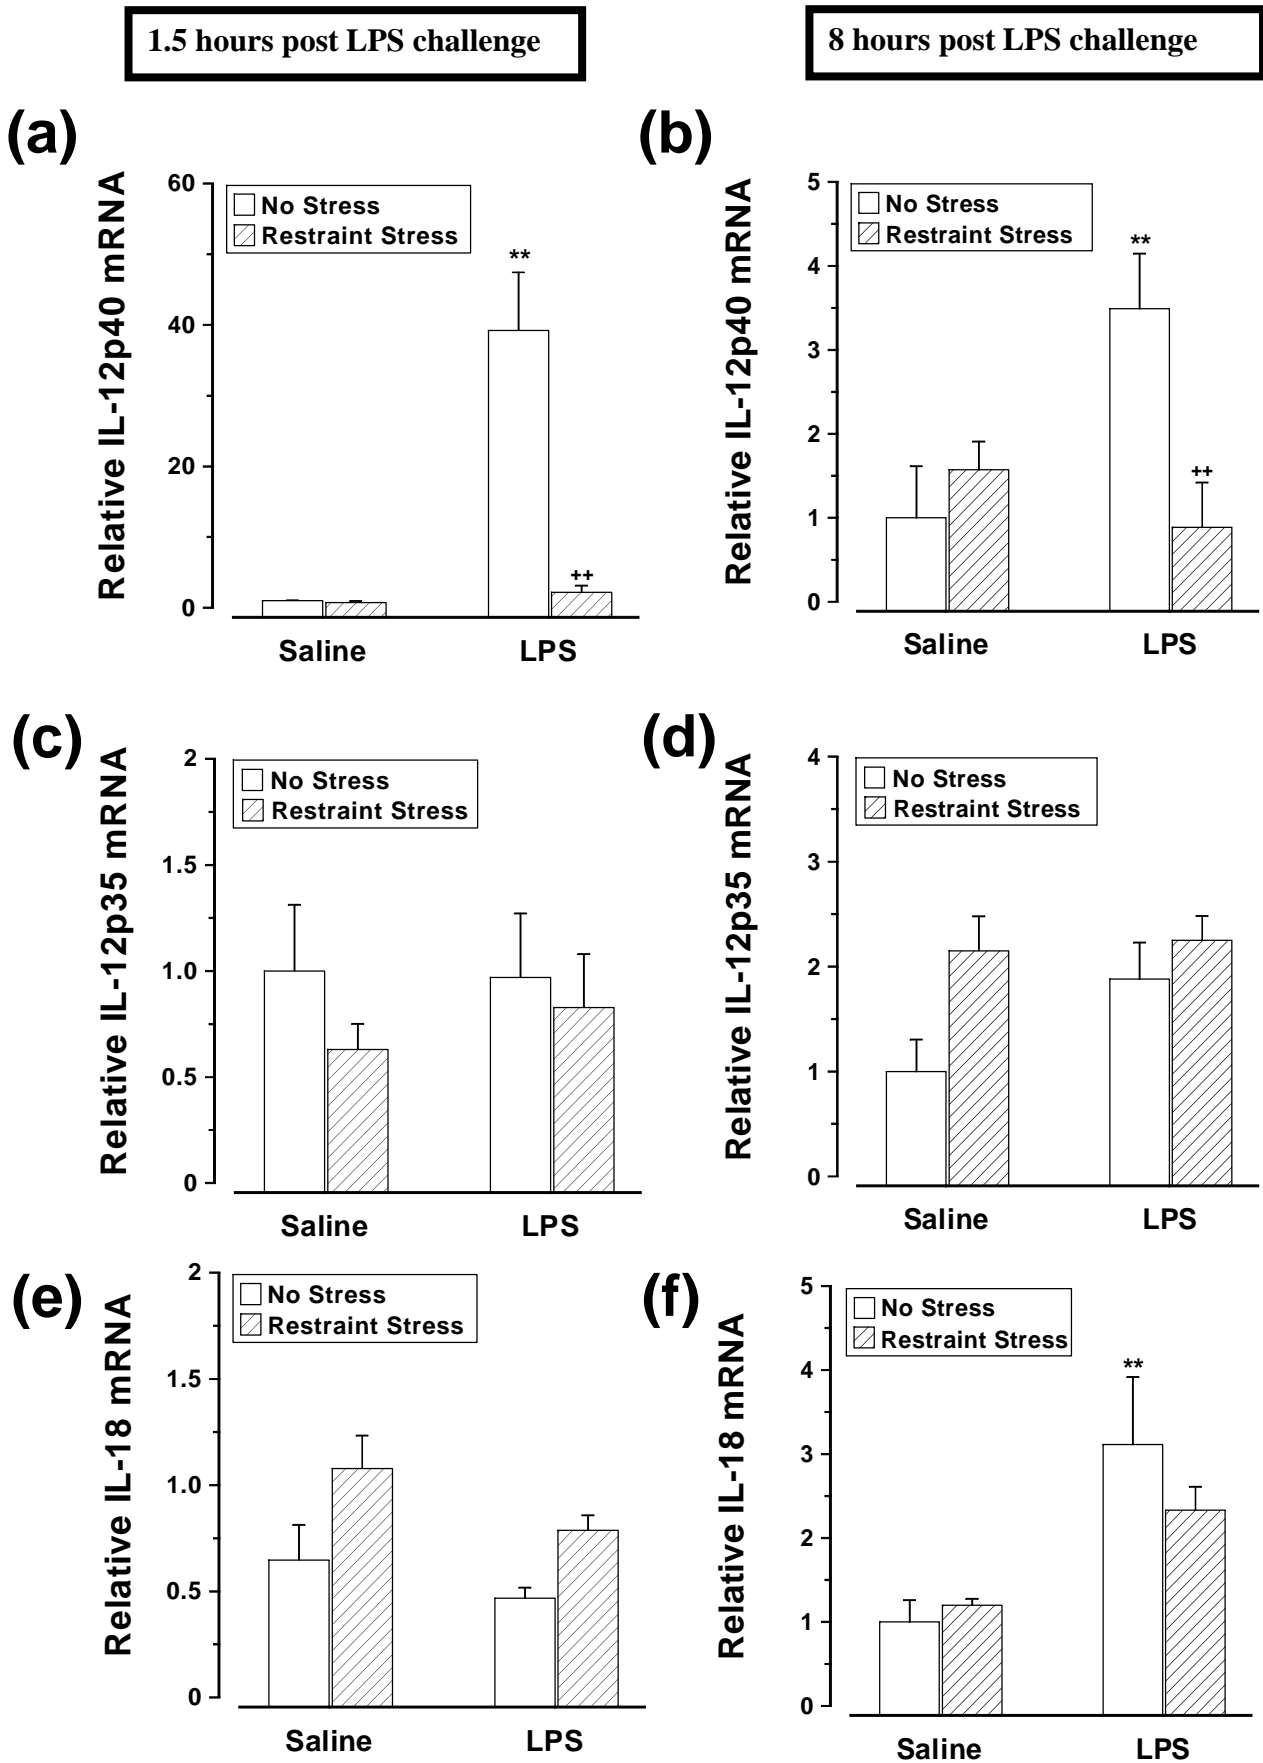 1.5 hours post LPS challenge
8 hours post LPS challenge
(a)
Relative IL-12p40 mRNA
60
40
20
0
No Stress
Restraint Stress
**
++
Saline
LPS
(b)
Relative IL-12p40 mRNA
5
4
3
2
1
0
No Stress
Restraint Stress
**
++
Saline
LPS
(c)
Relative IL-12p35 mRNA
2
1.5
1.0
0.5
0
No Stress
Restraint Stress
Saline
LPS
(d)
Relative IL-12p35 mRNA
4
3
2
1
0
No Stress
Restraint Stress
Saline
LPS
(e)
Relative IL-18 mRNA
2
1.5
1.0
0.5
0
No Stress
Restraint Stress
Saline
LPS
(f)
Relative IL-18 mRNA
5
4
3
2
1
0
No Stress
Restraint Stress
**
Saline
LPS